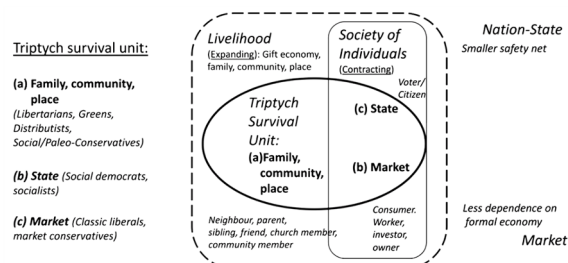 Triptych survival unit:
(a) Family, community,
place
(Libertarians, Greens,
Distributists,
Social/Paleo-Conservatives)
(b) State (Social democrats,
socialists)
(c) Market (Classic liberals,
market conservatives)
Livelihood
(Expanding): Gift economy,
family, community, place
Society of
Individuals
(Contracting)
Voter/
Citizen
Triptych
Survival
Unit:
(a)Family,
community,
place
(c) State
(b) Market
Neighbour, parent,
sibling, friend, church member,
community member
Consumer.
Worker,
investor,
owner
Nation-State
Smaller safety net
Less dependence on
formal economy
Market